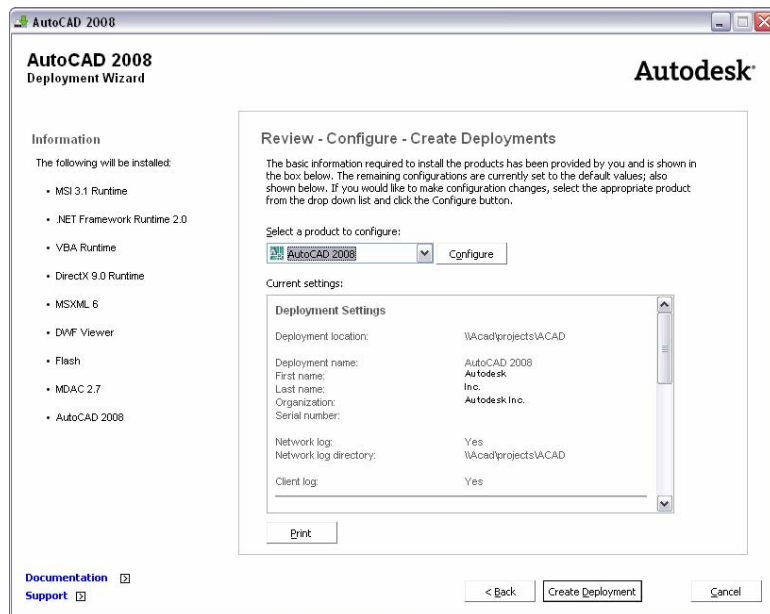 AutoCAD 2008
AutoCAD 2008
Deployment Wizard
Autodesk
Information
The following will be installed:
• MSI 3.1 Runtime
• .NET Framework Runtime 2.0
• VBA Runtime
• DirectX 9.0 Runtime
• MSXML 6
• DWF Viewer
• Flash
• MDAC 2.7
• AutoCAD 2008
Review - Configure - Create Deployments
The basic information required to install the products has been provided by you and is shown in
the box below. The remaining configurations are currently set to the default values; also
shown below. If you would like to make configuration changes, select the appropriate product
from the drop down list and click the Configure button.
Select a product to configure:
AutoCAD 2008
Configure
Current settings:
Deployment Settings
Deployment location: \\Acad\projects\ACAD
Deployment name: AutoCAD 2008
First name: Autodesk
Last name: Inc.
Organization: Autodesk Inc.
Serial number:
Network log: Yes
Network log directory: \\Acad\projects\ACAD
Client log: Yes
Print
Documentation
Support
< Back
Create Deployment
Cancel